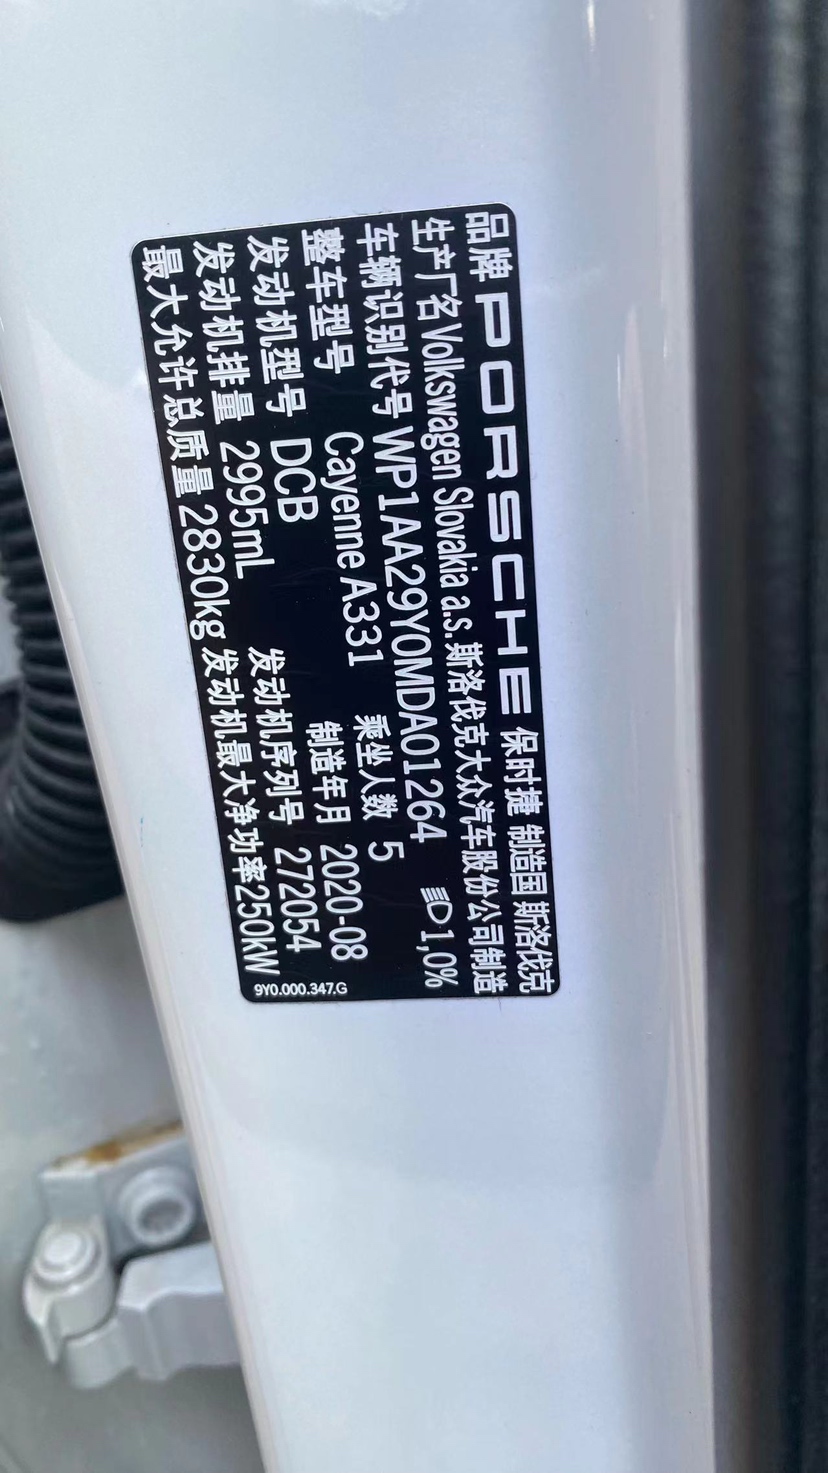 品牌 PORSCHE 保时捷 制造国 斯洛伐克
生产厂名 Volkswagen Slovakia a.s. 斯洛伐克大众汽车股份公司制造
车辆识别代号 WP1AA29Y0MDA01264 1,0%
整车型号 Cayenne A331 乘坐人数 5
发动机型号 DCB 制造年月 2020-08
发动机排量 2995mL 发动机序列号 272054
最大允许总质量 2830kg 发动机最大净功率250kW
9Y0.000.347.G